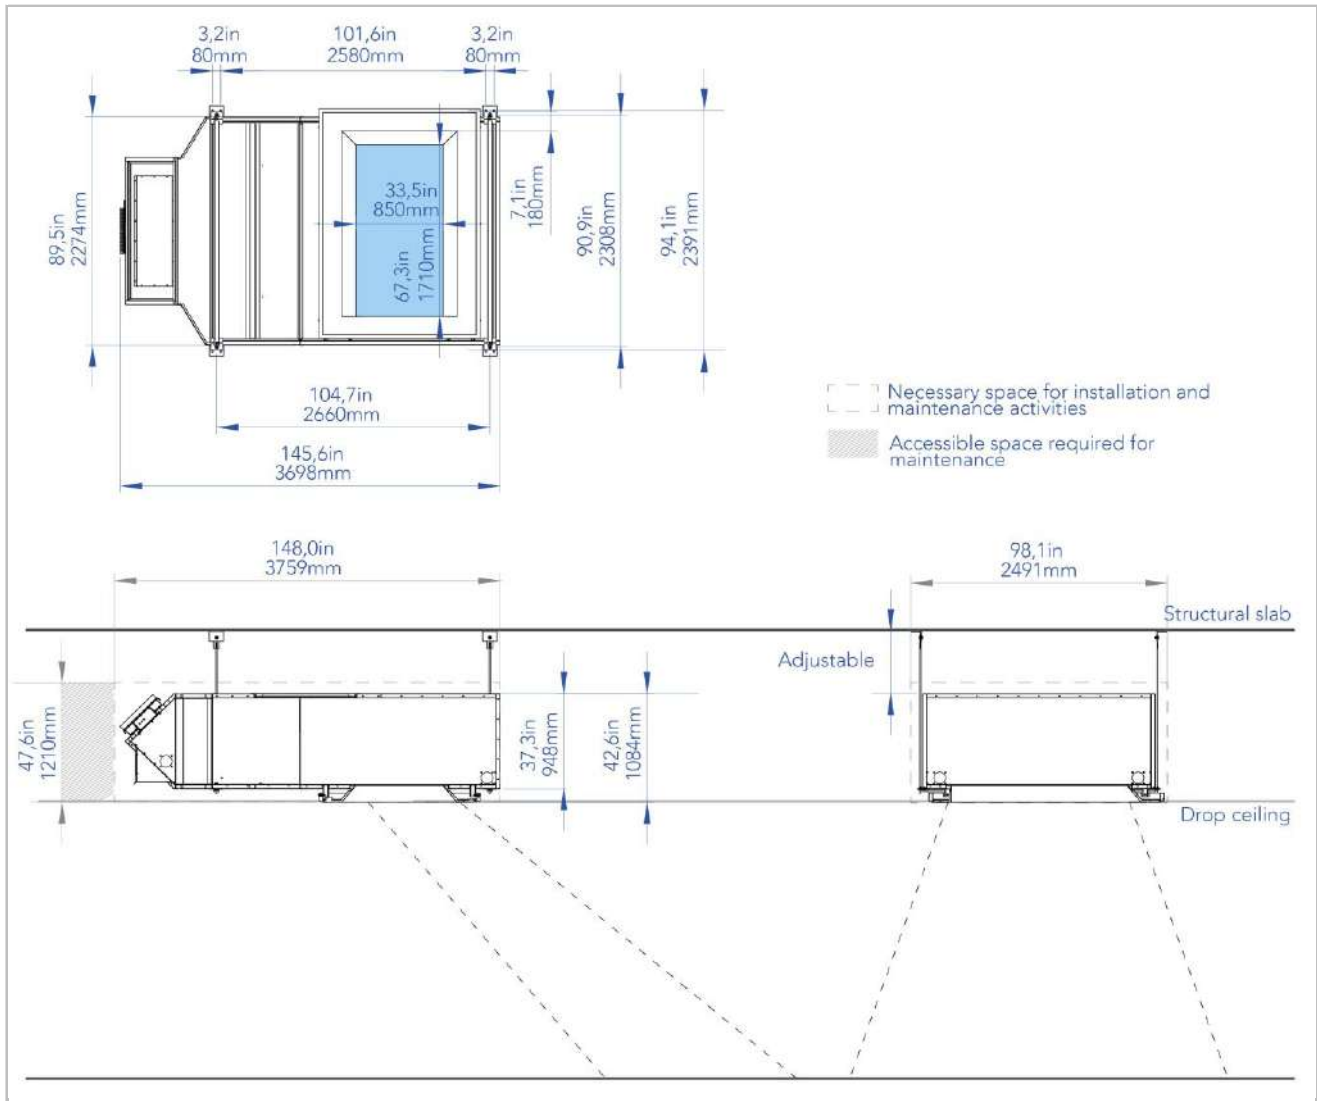 3,2in
80mm
101,6in
2580mm
3,2in
80mm
33,5in
850mm
67,3in
1710mm
7,1in
180mm
90,9in
2308mm
94,1in
2391mm
89,5in
2274mm
104,7in
2660mm
145,6in
3698mm
Necessary space for installation and
maintenance activities
Accessible space required for
maintenance
148,0in
3759mm
98,1in
2491mm
Structural slab
Adjustable
47,6in
1210mm
37,3in
948mm
42,6in
1084mm
Drop ceiling